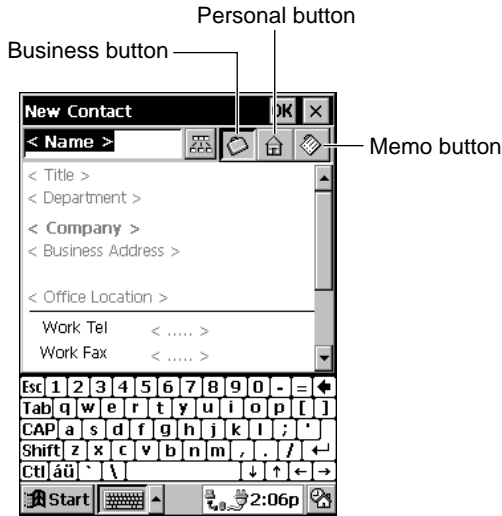 Personal button
Business button
New Contact OK ×
< Name >
Memo button
< Title >
< Department >
< Company >
< Business Address >
< Office Location >
Work Tel < ..... >
Work Fax < ..... >
Esc 1 2 3 4 5 6 7 8 9 0 - =
Tab q w e r t y u i o p [ ]
CAP a s d f g h j k l ; '
Shift z x c v b n m , . /
Ctl áü ` \
Start 2:06p